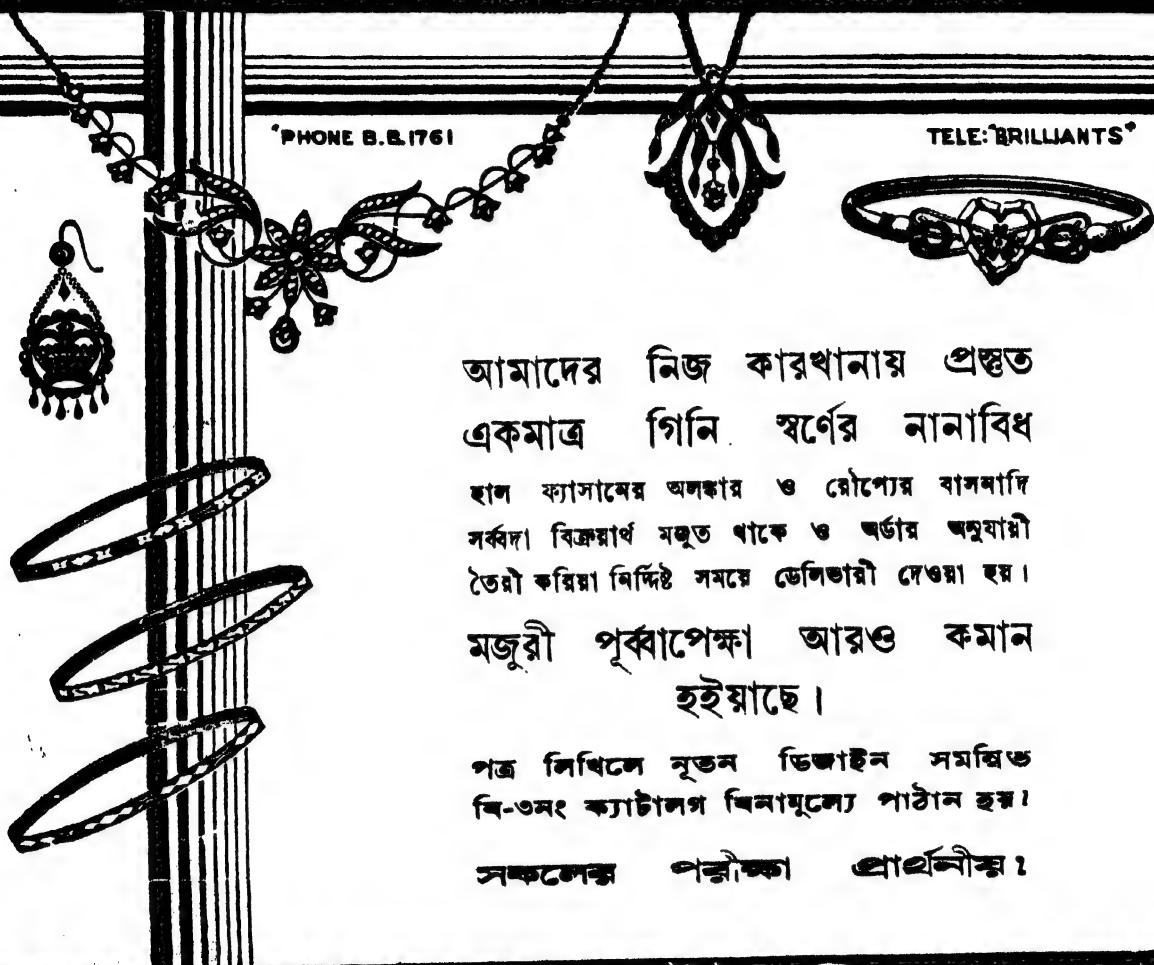 'PHONE B.B. 1761
TELE: "BRILLIANTS"
আমাদের নিজ কারখানায় প্রস্তুত
একমাত্র গিনি স্বর্ণের নানাবিধ
হাল ফ্যাসানের অলঙ্কার ও রৌপ্যের বাসনাদি
সর্ব্বদা বিক্রয়ার্থ মজুত থাকে ও অর্ডার অনুযায়ী
তৈরী করিয়া নির্দ্দিষ্ট সময়ে ডেলিভারী দেওয়া হয়।
মজুরী পূর্ব্বাপেক্ষা আরও কমান
হইয়াছে।
পত্র লিখিলে নূতন ডিজাইন সমন্বিত
বি-৩নং ক্যাটালগ বিনামূল্যে পাঠান হয়।
সকলের পরীক্ষা প্রার্থনীয়।